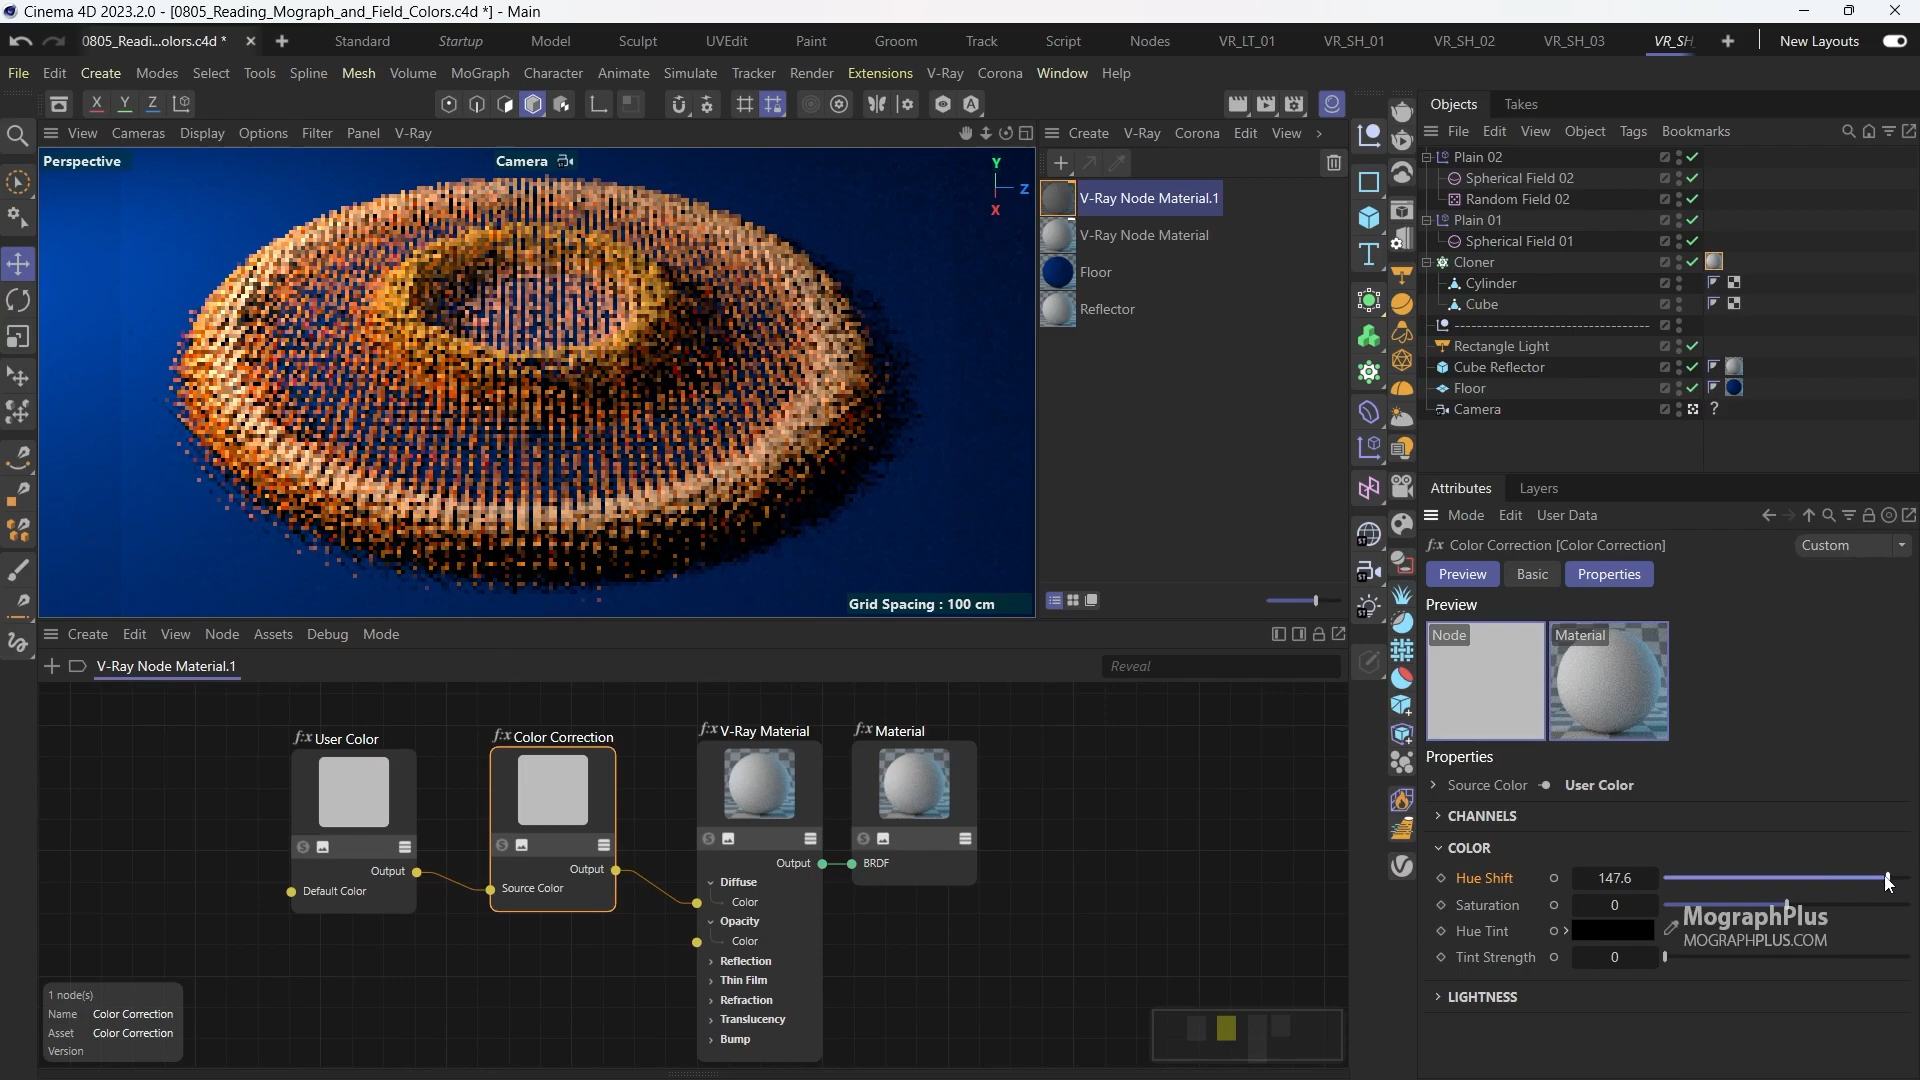 Cinema 4D 2023.2.0 - [0805_Reading_Mograph_and_Field_Colors.c4d *] - Main
0805_Readi...olors.c4d * Standard Startup Model Sculpt UVEdit Paint Groom Track Script Nodes VR_LT_01 VR_SH_01 VR_SH_02 VR_SH_03 VR_SH New Layouts
File Edit Create Modes Select Tools Spline Mesh Volume MoGraph Character Animate Simulate Tracker Render Extensions V-Ray Corona Window Help
X Y Z
View Cameras Display Options Filter Panel V-Ray
Perspective
Camera
Y
Z
X
Grid Spacing : 100 cm
Create V-Ray Corona Edit View
V-Ray Node Material.1
V-Ray Node Material
Floor
Reflector
Objects Takes
File Edit View Object Tags Bookmarks
Plain 02
Spherical Field 02
Random Field 02
Plain 01
Spherical Field 01
Cloner
Cylinder
Cube
-----------------------------------
Rectangle Light
Cube Reflector
Floor
Camera
Attributes Layers
Mode Edit User Data
Color Correction [Color Correction] Custom
Preview Basic Properties
Preview
Node
Material
Properties
Source Color User Color
CHANNELS
COLOR
Hue Shift 147.6
Saturation 0
Hue Tint
Tint Strength 0
LIGHTNESS
MographPlus
MOGRAPHPLUS.COM
Create Edit View Node Assets Debug Mode
V-Ray Node Material.1
Reveal
User Color
Output
Default Color
Color Correction
Output
Source Color
V-Ray Material
Output
Diffuse
Color
Opacity
Color
Reflection
Thin Film
Refraction
Translucency
Bump
Material
BRDF
1 node(s)
Name Color Correction
Asset Color Correction
Version